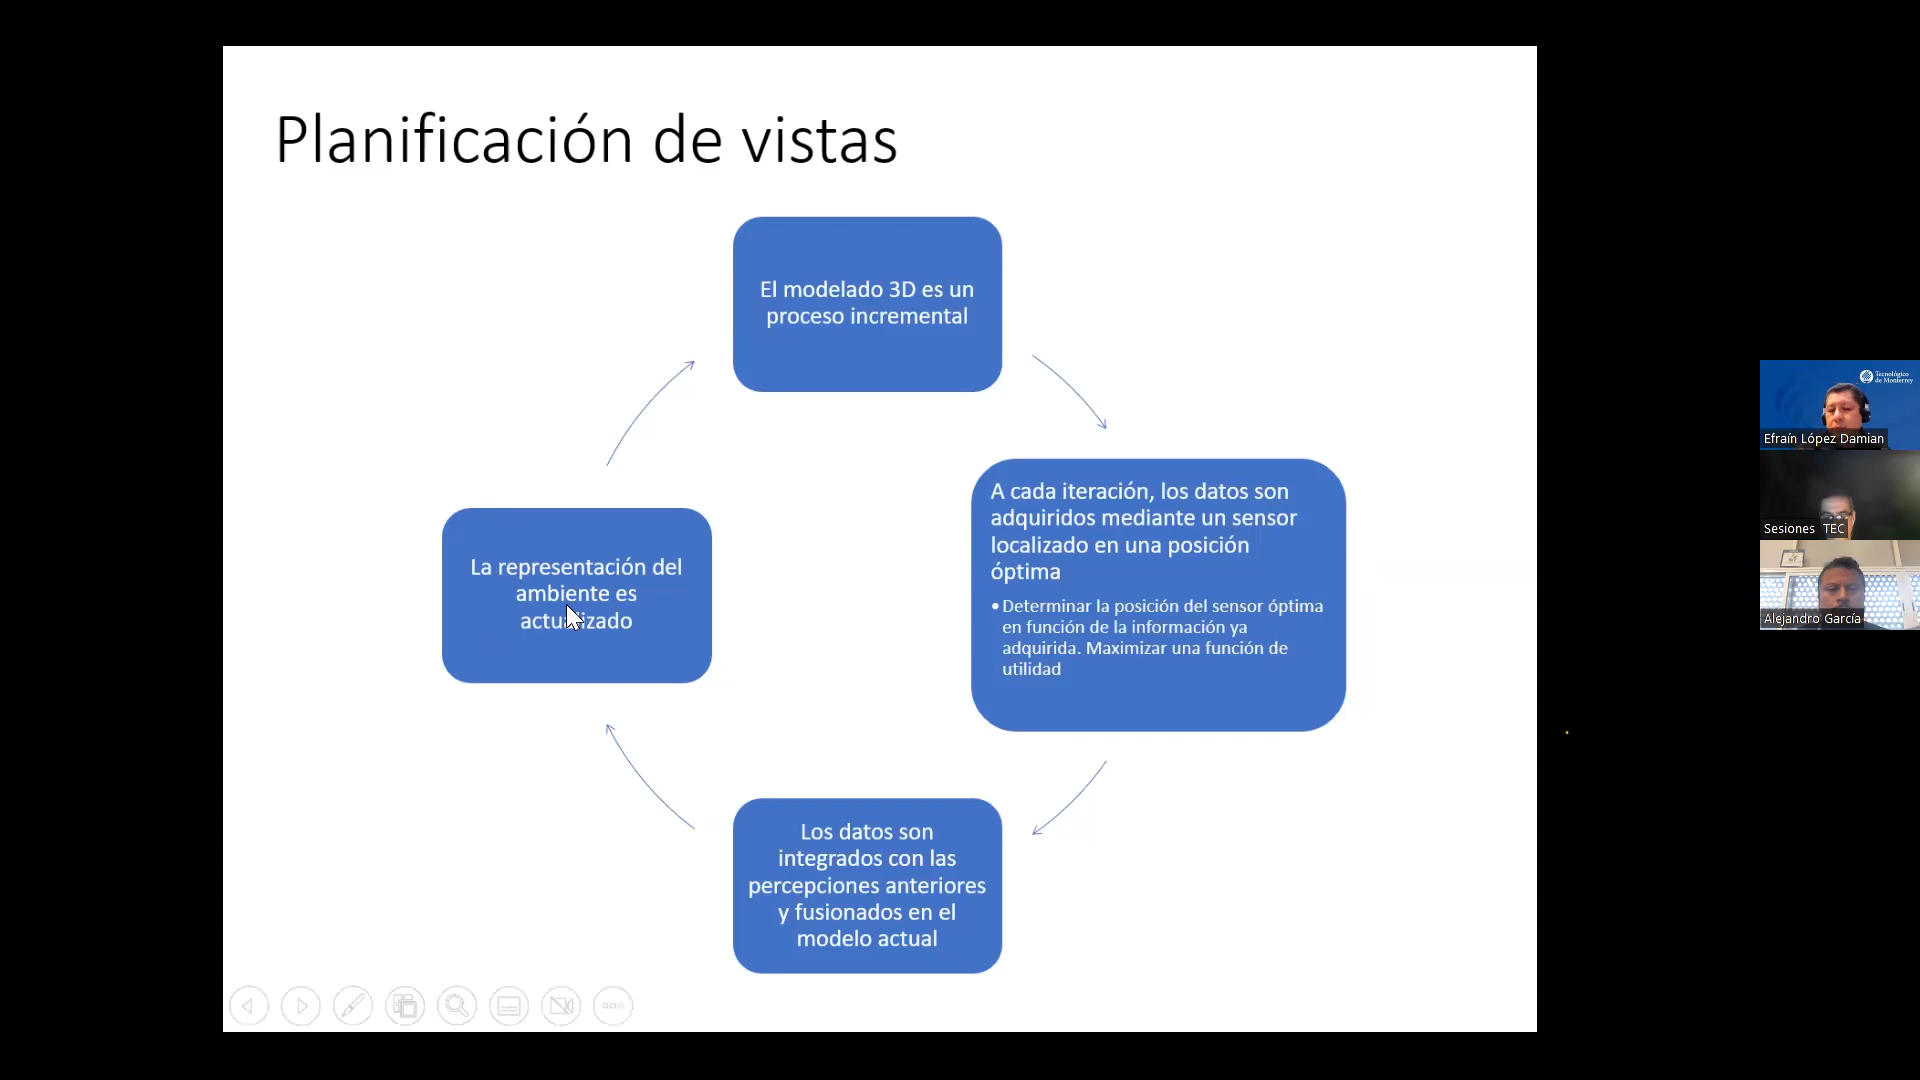 Planificación de vistas
El modelado 3D es un
proceso incremental
A cada iteración, los datos son
adquiridos mediante un sensor
localizado en una posición
óptima
•Determinar la posición del sensor óptima
en función de la información ya
adquirida. Maximizar una función de
utilidad
La representación del
ambiente es
actualizado
Los datos son
integrados con las
percepciones anteriores
y fusionados en el
modelo actual
Tecnológico
de Monterrey
Efraín López Damian
Sesiones TEC
Alejandro García